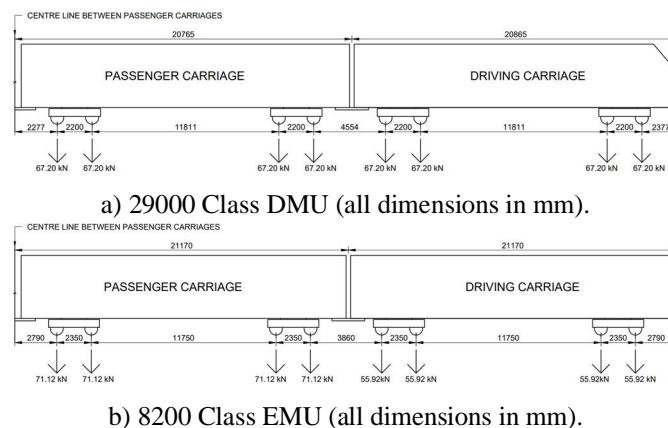 CENTRE LINE BETWEEN PASSENGER CARRIAGES
20765 20865
PASSENGER CARRIAGE DRIVING CARRIAGE
2277 2200 11811 2200 4554 2200 11811 2200 2377
67.20 kN 67.20 kN 67.20 kN 67.20 kN 67.20 kN 67.20 kN 67.20 kN 67.20 kN
a) 29000 Class DMU (all dimensions in mm).
CENTRE LINE BETWEEN PASSENGER CARRIAGES
21170 21170
PASSENGER CARRIAGE DRIVING CARRIAGE
2790 2350 11750 2350 3860 2350 11750 2350 2790
71.12 kN 71.12 kN 71.12 kN 71.12 kN 55.92kN 55.92 kN 55.92kN 55.92 kN
b) 8200 Class EMU (all dimensions in mm).